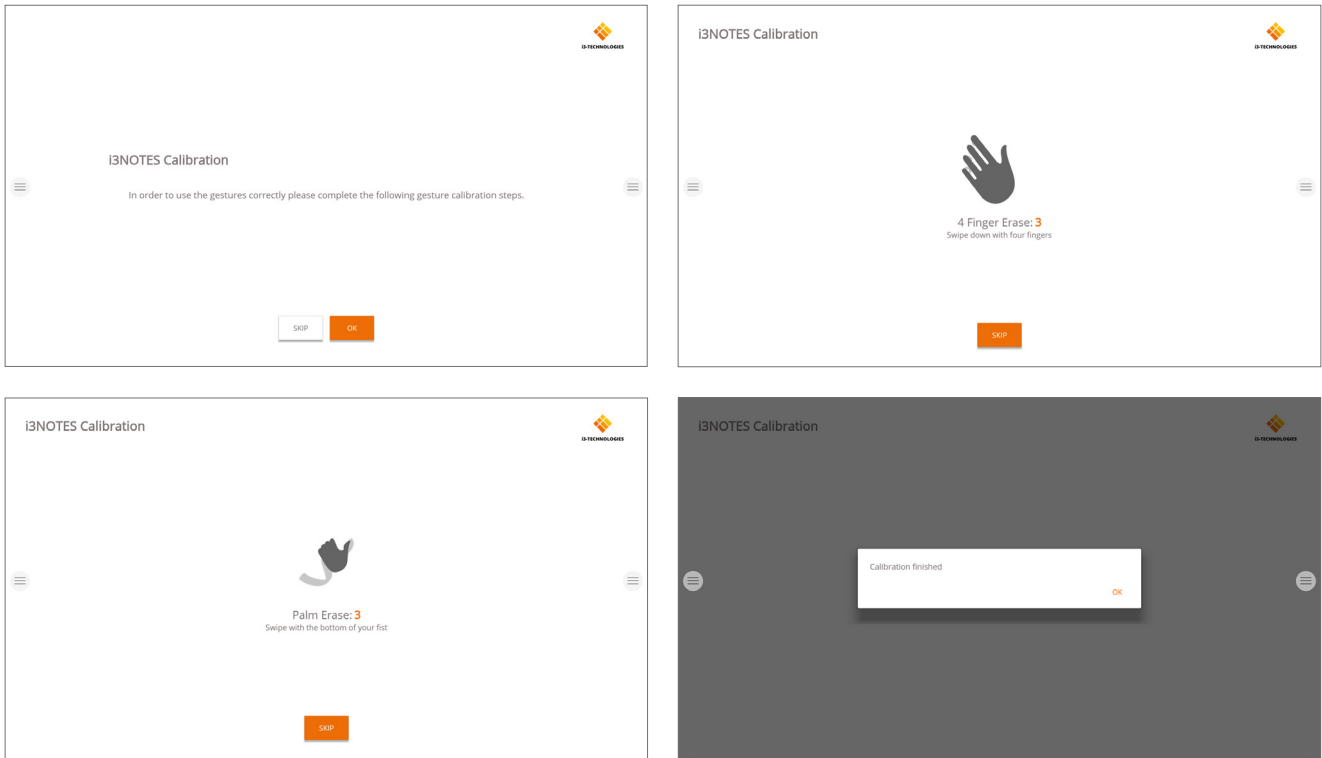 i3-TECHNOLOGIES
i3NOTES Calibration
In order to use the gestures correctly please complete the following gesture calibration steps.
SKIP
OK
i3NOTES Calibration
i3-TECHNOLOGIES
4 Finger Erase: 3
Swipe down with four fingers
SKIP
i3NOTES Calibration
i3-TECHNOLOGIES
Palm Erase: 3
Swipe with the bottom of your fist
SKIP
i3NOTES Calibration
i3-TECHNOLOGIES
Calibration finished
OK